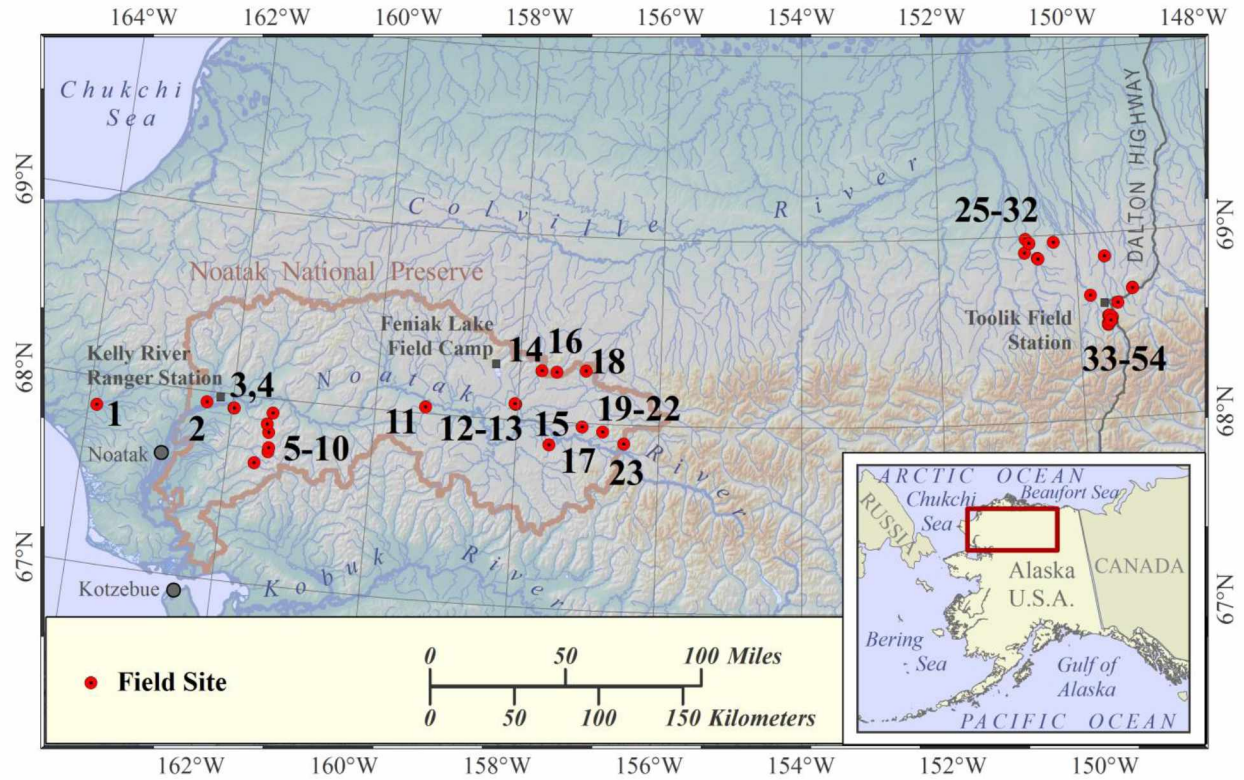 164°W 162°W 160°W 158°W 156°W 154°W 152°W 150°W 148°W
Chukchi
Sea
DALTON HIGHWAY
69°N
69°N
Colville River
25-32
Noatak National Preserve
Feniak Lake
Field Camp
14 16 18
Toolik Field
Station
33-54
Kelly River
Ranger Station
68°N
68°N
3,4
Noatak
1
2
11
12-13
15
19-22
5-10
17
23
River
Noatak
67°N
67°N
Kobuk River
Kotzebue
Field Site
0 50 100 Miles
0 50 100 150 Kilometers
ARCTIC OCEAN
Chukchi
Sea
Beaufort Sea
RUSSIA
Alaska
U.S.A.
CANADA
Bering
Sea
Gulf of
Alaska
PACIFIC OCEAN
162°W 160°W 158°W 156°W 154°W 152°W 150°W